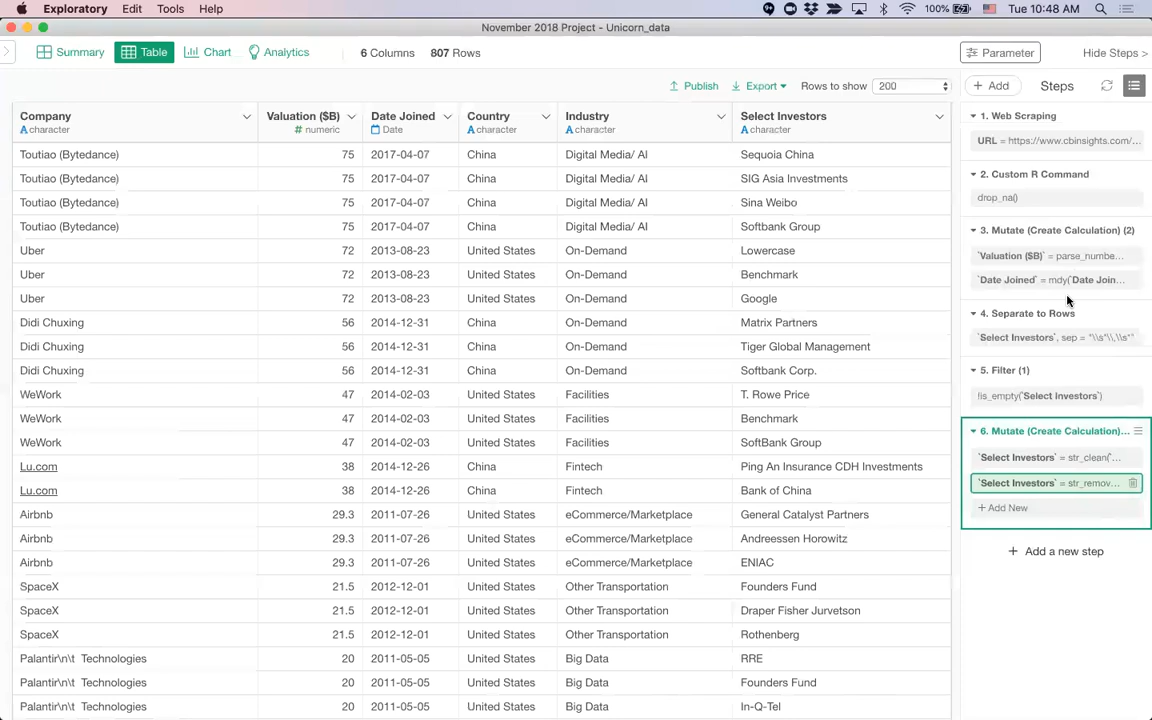 Exploratory Edit Tools Help 100% Tue 10:48 AM
November 2018 Project - Unicorn_data
Summary Table Chart Analytics 6 Columns 807 Rows Parameter Hide Steps >
Publish Export Rows to show 200 + Add Steps
Company Valuation ($B) Date Joined Country Industry Select Investors
A character # numeric Date A character A character A character
Toutiao (Bytedance) 75 2017-04-07 China Digital Media/ AI Sequoia China
Toutiao (Bytedance) 75 2017-04-07 China Digital Media/ AI SIG Asia Investments
Toutiao (Bytedance) 75 2017-04-07 China Digital Media/ AI Sina Weibo
Toutiao (Bytedance) 75 2017-04-07 China Digital Media/ AI Softbank Group
Uber 72 2013-08-23 United States On-Demand Lowercase
Uber 72 2013-08-23 United States On-Demand Benchmark
Uber 72 2013-08-23 United States On-Demand Google
Didi Chuxing 56 2014-12-31 China On-Demand Matrix Partners
Didi Chuxing 56 2014-12-31 China On-Demand Tiger Global Management
Didi Chuxing 56 2014-12-31 China On-Demand Softbank Corp.
WeWork 47 2014-02-03 United States Facilities T. Rowe Price
WeWork 47 2014-02-03 United States Facilities Benchmark
WeWork 47 2014-02-03 United States Facilities SoftBank Group
Lu.com 38 2014-12-26 China Fintech Ping An Insurance CDH Investments
Lu.com 38 2014-12-26 China Fintech Bank of China
Airbnb 29.3 2011-07-26 United States eCommerce/Marketplace General Catalyst Partners
Airbnb 29.3 2011-07-26 United States eCommerce/Marketplace Andreessen Horowitz
Airbnb 29.3 2011-07-26 United States eCommerce/Marketplace ENIAC
SpaceX 21.5 2012-12-01 United States Other Transportation Founders Fund
SpaceX 21.5 2012-12-01 United States Other Transportation Draper Fisher Jurvetson
SpaceX 21.5 2012-12-01 United States Other Transportation Rothenberg
Palantir\n\t Technologies 20 2011-05-05 United States Big Data RRE
Palantir\n\t Technologies 20 2011-05-05 United States Big Data Founders Fund
Palantir\n\t Technologies 20 2011-05-05 United States Big Data In-Q-Tel
1. Web Scraping
URL = https://www.cbinsights.com/...
2. Custom R Command
drop_na()
3. Mutate (Create Calculation) (2)
`Valuation ($B)` = parse_numbe...
`Date Joined` = mdy(`Date Join...
4. Separate to Rows
`Select Investors`, sep = "\\s*\\,\\s*"
5. Filter (1)
!is_empty(`Select Investors`)
6. Mutate (Create Calculation)...
`Select Investors` = str_clean(`...
`Select Investors` = str_remov...
+ Add New
+ Add a new step